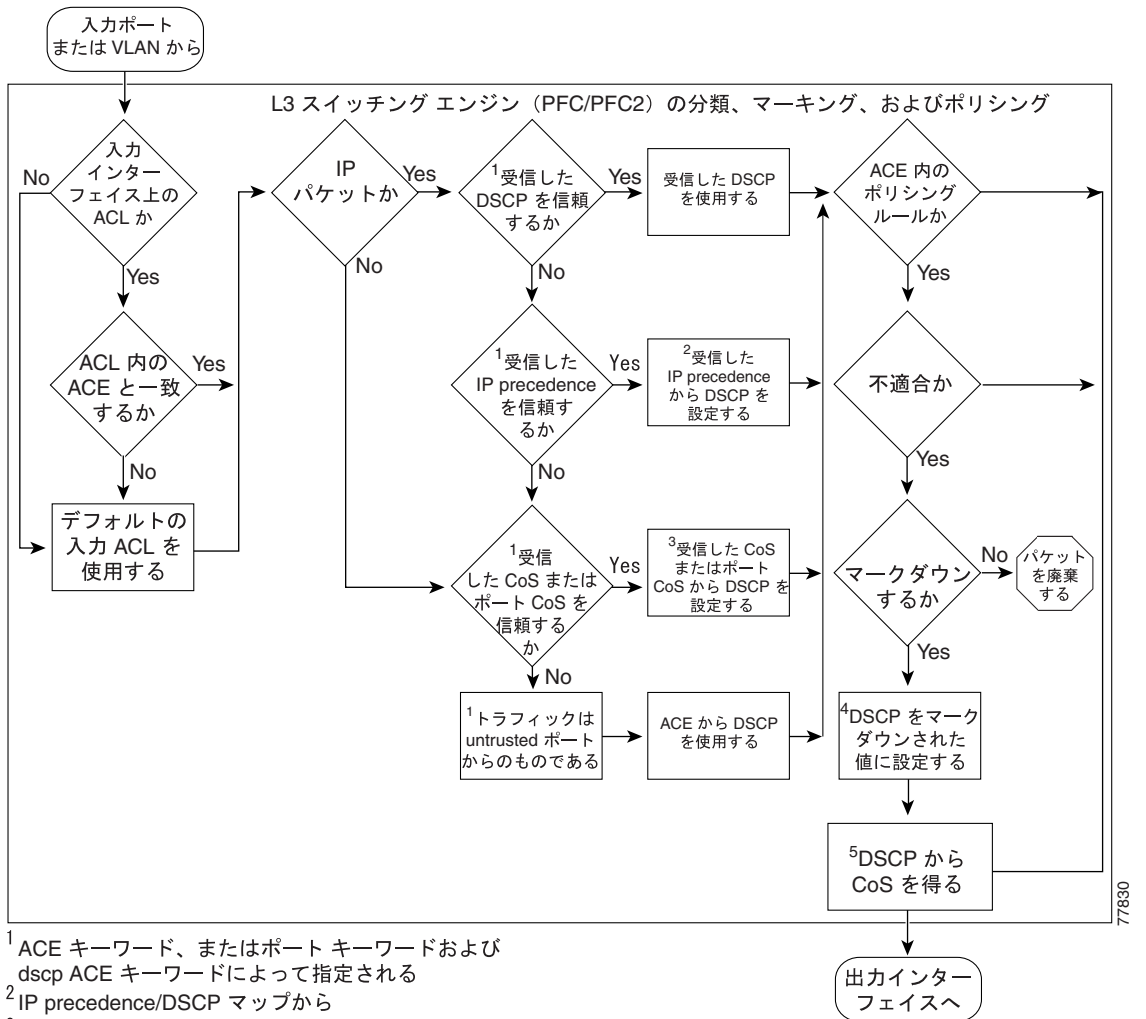 入力ポート
または VLAN から
L3 スイッチング エンジン（PFC/PFC2）の分類、マーキング、およびポリシング
入力
インター
フェイス上の
ACL か
No
Yes
ACL 内の
ACE と一致
するか
Yes
No
デフォルトの
入力 ACL を
使用する
IP
パケットか
Yes
No
1受信した
DSCP を信頼
するか
Yes
No
受信した DSCP
を使用する
1受信した
IP precedence
を信頼す
るか
Yes
No
2受信した
IP precedence
から DSCP を
設定する
1受信
した CoS または
ポート CoS を
信頼する
か
Yes
No
3受信した CoS
またはポート
CoS から DSCP を
設定する
1トラフィックは
untrusted ポート
からのものである
ACE から DSCP
を使用する
ACE 内の
ポリシング
ルールか
Yes
不適合か
Yes
マークダウン
するか
No
パケット
を廃棄
する
Yes
4DSCP をマーク
ダウンされた
値に設定する
5DSCP から
CoS を得る
77830
出力インター
フェイスへ
1 ACE キーワード、またはポート キーワードおよび
dscp ACE キーワードによって指定される
2 IP precedence/DSCP マップから